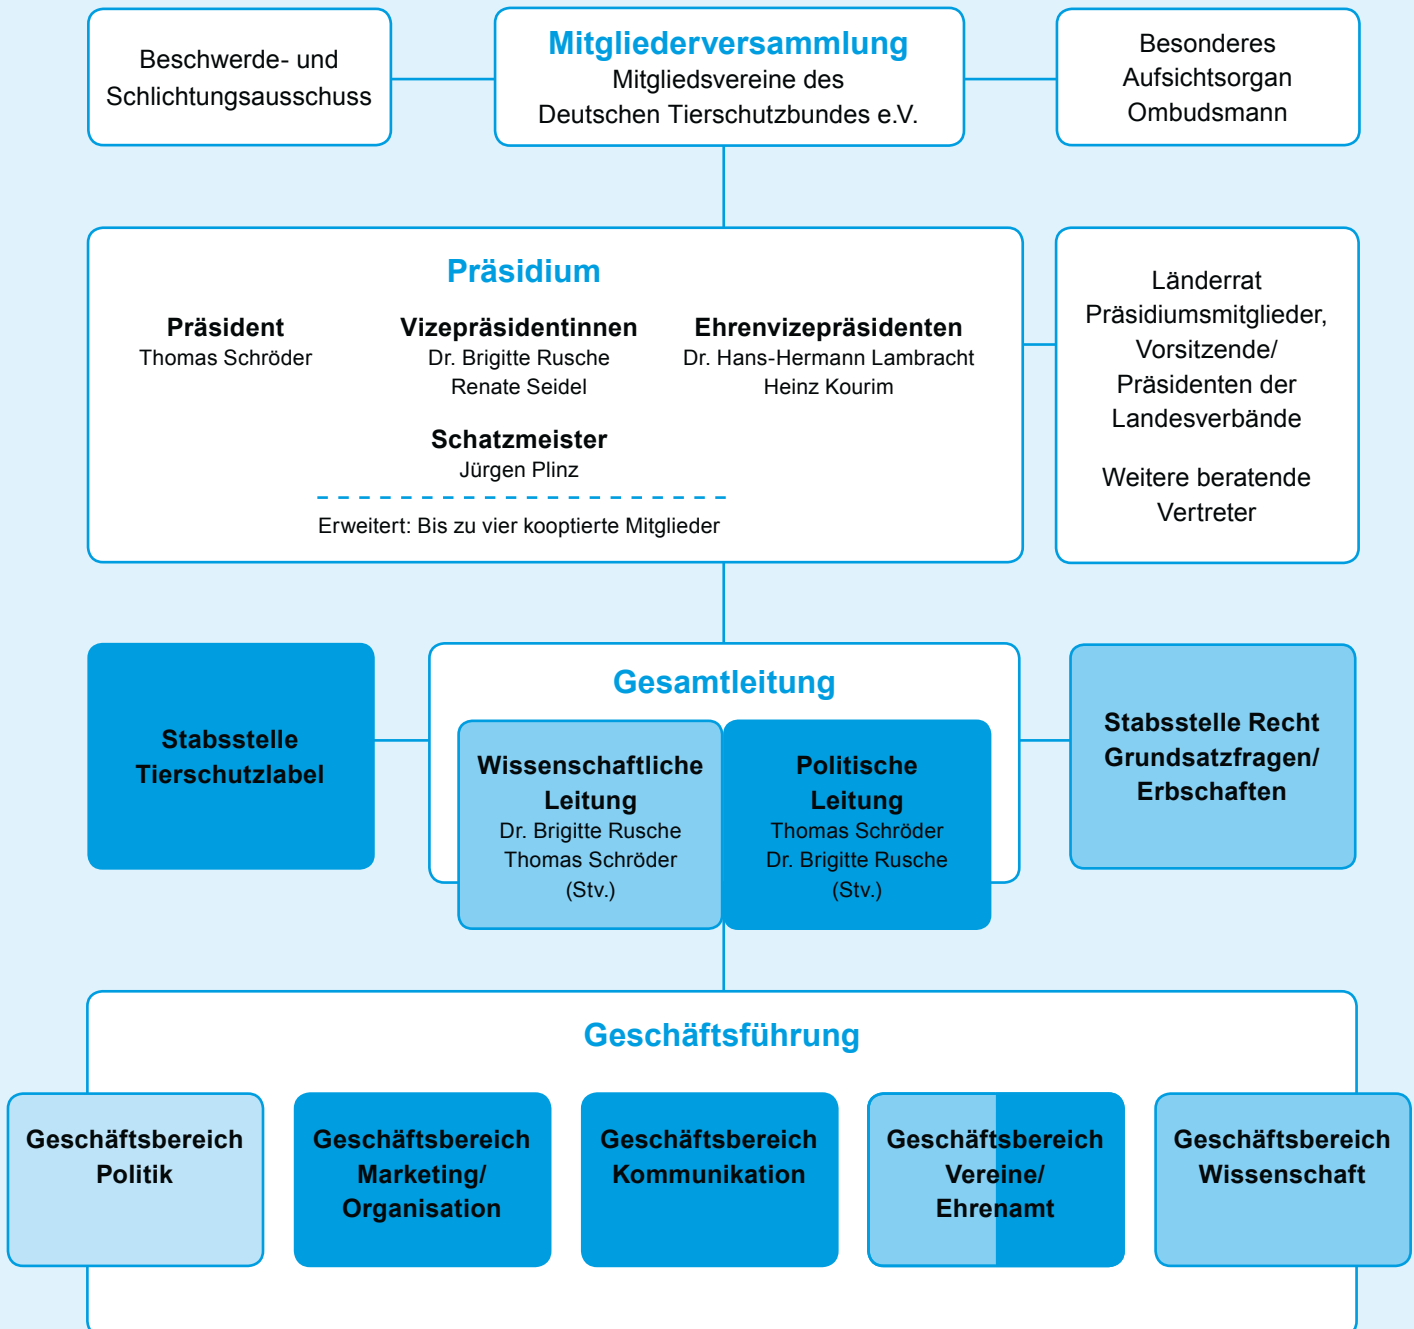 Beschwerde- und
Schlichtungsausschuss
Mitgliederversammlung
Mitgliedsvereine des
Deutschen Tierschutzbundes e.V.
Besonderes
Aufsichtsorgan
Ombudsmann
Präsidium
Präsident
Thomas Schröder
Vizepräsidentinnen
Dr. Brigitte Rusche
Renate Seidel
Ehrenvizepräsidenten
Dr. Hans-Hermann Lambracht
Heinz Kourim
Schatzmeister
Jürgen Plinz
Erweitert: Bis zu vier kooptierte Mitglieder
Länderrat
Präsidiumsmitglieder,
Vorsitzende/
Präsidenten der
Landesverbände
Weitere beratende
Vertreter
Stabsstelle
Tierschutzlabel
Gesamtleitung
Wissenschaftliche
Leitung
Dr. Brigitte Rusche
Thomas Schröder
(Stv.)
Politische
Leitung
Thomas Schröder
Dr. Brigitte Rusche
(Stv.)
Stabsstelle Recht
Grundsatzfragen/
Erbschaften
Geschäftsführung
Geschäftsbereich
Politik
Geschäftsbereich
Marketing/
Organisation
Geschäftsbereich
Kommunikation
Geschäftsbereich
Vereine/
Ehrenamt
Geschäftsbereich
Wissenschaft